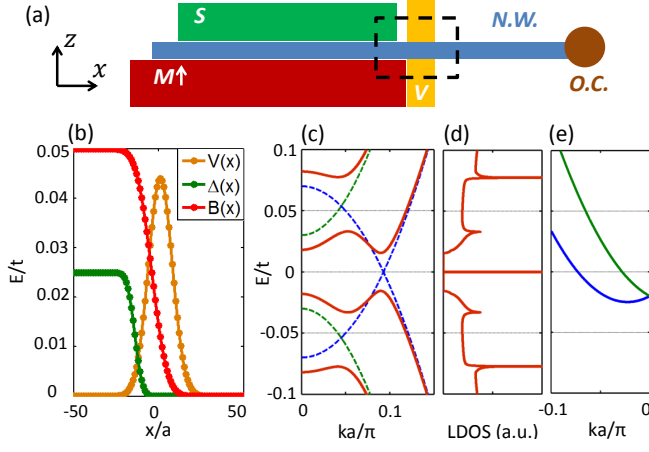 (a)
S
N.W.
z
x
M↑
V
O.C.
(b) (c) (d) (e)
0.05
0.04
0.03
0.02
0.01
0
E/t
V(x)
Δ(x)
B(x)
-50 0 50
x/a
0.1
0.05
0
-0.05
-0.1
E/t
0 0.1
ka/π
LDOS (a.u.)
-0.1 0
ka/π